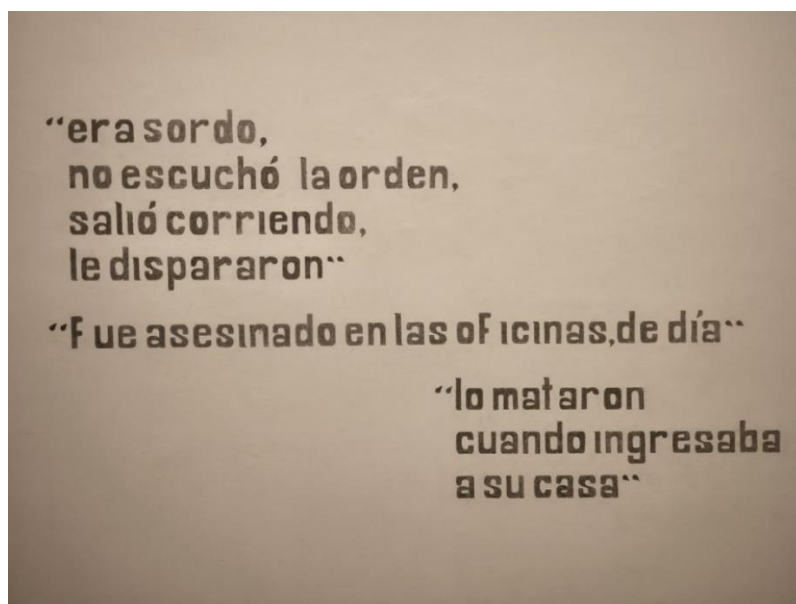 “era sordo,
no escuchó la orden,
salió corriendo,
le dispararon”
“Fue asesinado en las oficinas, de día”
“lo mataron
cuando ingresaba
a su casa”